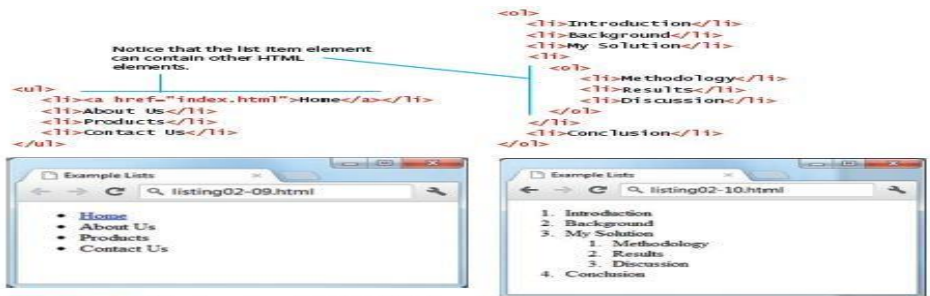 Notice that the list item element
can contain other HTML
elements.
<ul>
<li><a href="index.html">Home</a></li>
<li>About Us</li>
<li>Products</li>
<li>Contact Us</li>
</ul>
<ol>
<li>Introduction</li>
<li>Background</li>
<li>My Solution</li>
<li>
<ol>
<li>Methodology</li>
<li>Results</li>
<li>Discussion</li>
</ol>
</li>
<li>Conclusion</li>
</ol>
Example Lists
listing02-09.html
Home
About Us
Products
Contact Us
Example Lists
listing02-10.html
1. Introduction
2. Background
3. My Solution
1. Methodology
2. Results
3. Discussion
4. Conclusion